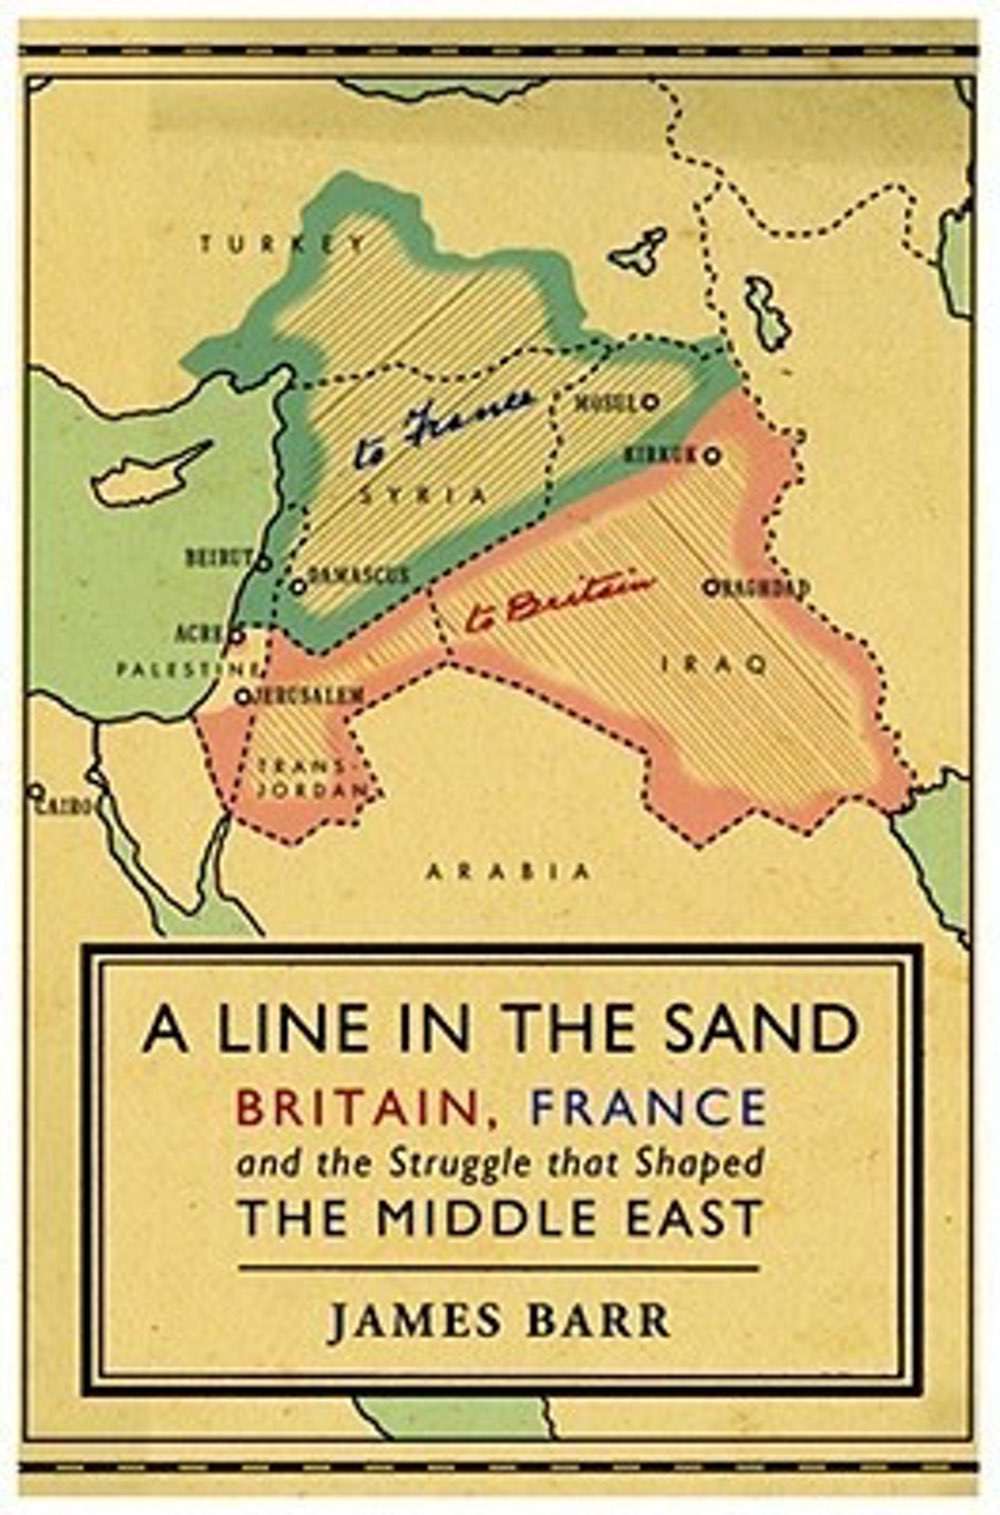 TURKEY
to France
MOSUL
KIRKUK
SYRIA
BEIRUT
DAMASCUS
to Britain
BAGHDAD
ACRE
PALESTINE
IRAQ
JERUSALEM
TRANS-
JORDAN
CAIRO
ARABIA
A LINE IN THE SAND
BRITAIN, FRANCE
and the Struggle that Shaped
THE MIDDLE EAST
JAMES BARR